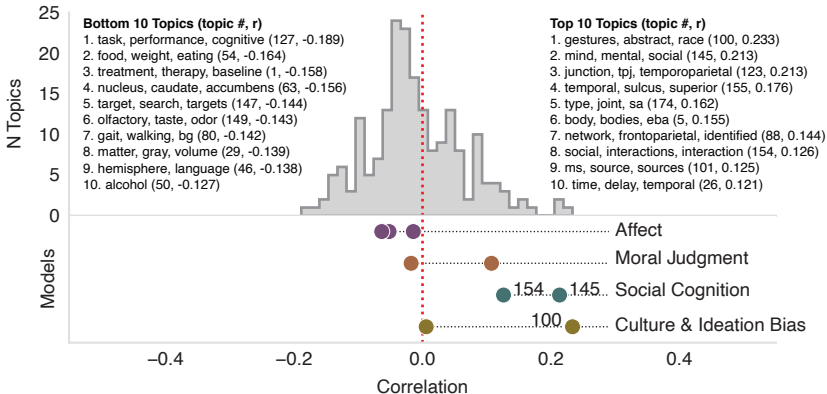 Bottom 10 Topics (topic #, r)
1. task, performance, cognitive (127, -0.189)
2. food, weight, eating (54, -0.164)
3. treatment, therapy, baseline (1, -0.158)
4. nucleus, caudate, accumbens (63, -0.156)
5. target, search, targets (147, -0.144)
6. olfactory, taste, odor (149, -0.143)
7. gait, walking, bg (80, -0.142)
8. matter, gray, volume (29, -0.139)
9. hemisphere, language (46, -0.138)
10. alcohol (50, -0.127)
Top 10 Topics (topic #, r)
1. gestures, abstract, race (100, 0.233)
2. mind, mental, social (145, 0.213)
3. junction, tpj, temporoparietal (123, 0.213)
4. temporal, sulcus, superior (155, 0.176)
5. type, joint, sa (174, 0.162)
6. body, bodies, eba (5, 0.155)
7. network, frontoparietal, identified (88, 0.144)
8. social, interactions, interaction (154, 0.126)
9. ms, source, sources (101, 0.125)
10. time, delay, temporal (26, 0.121)
N Topics
25
20
15
10
5
0
Models
Affect
Moral Judgment
154
145
Social Cognition
100
Culture & Ideation Bias
−0.4
−0.2
0.0
0.2
0.4
Correlation